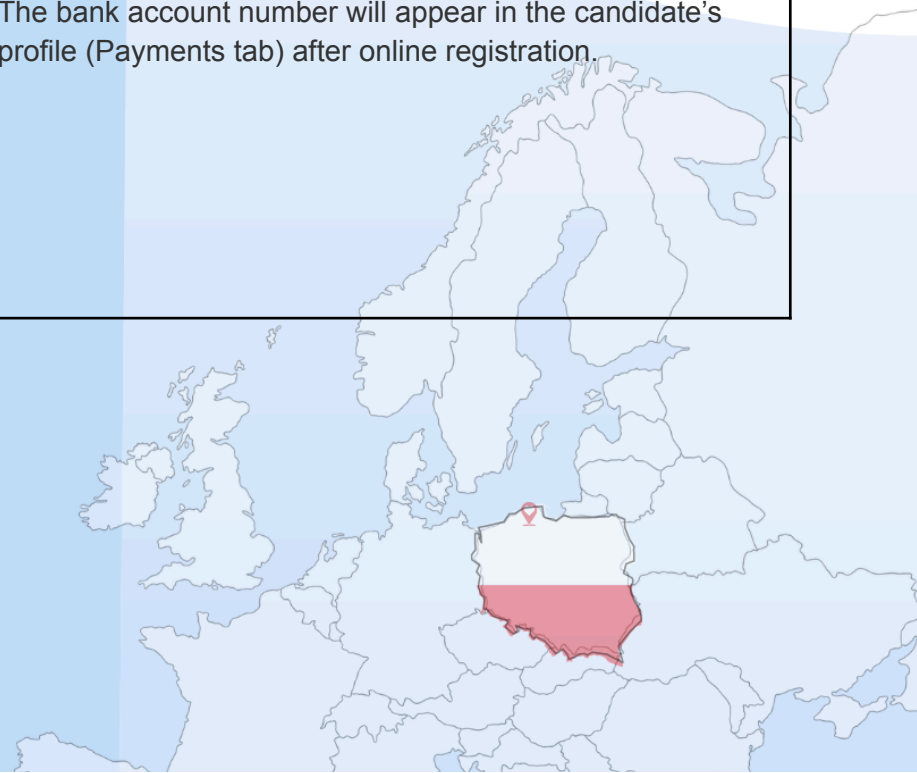 The bank account number will appear in the candidate’s
profile (Payments tab) after online registration.